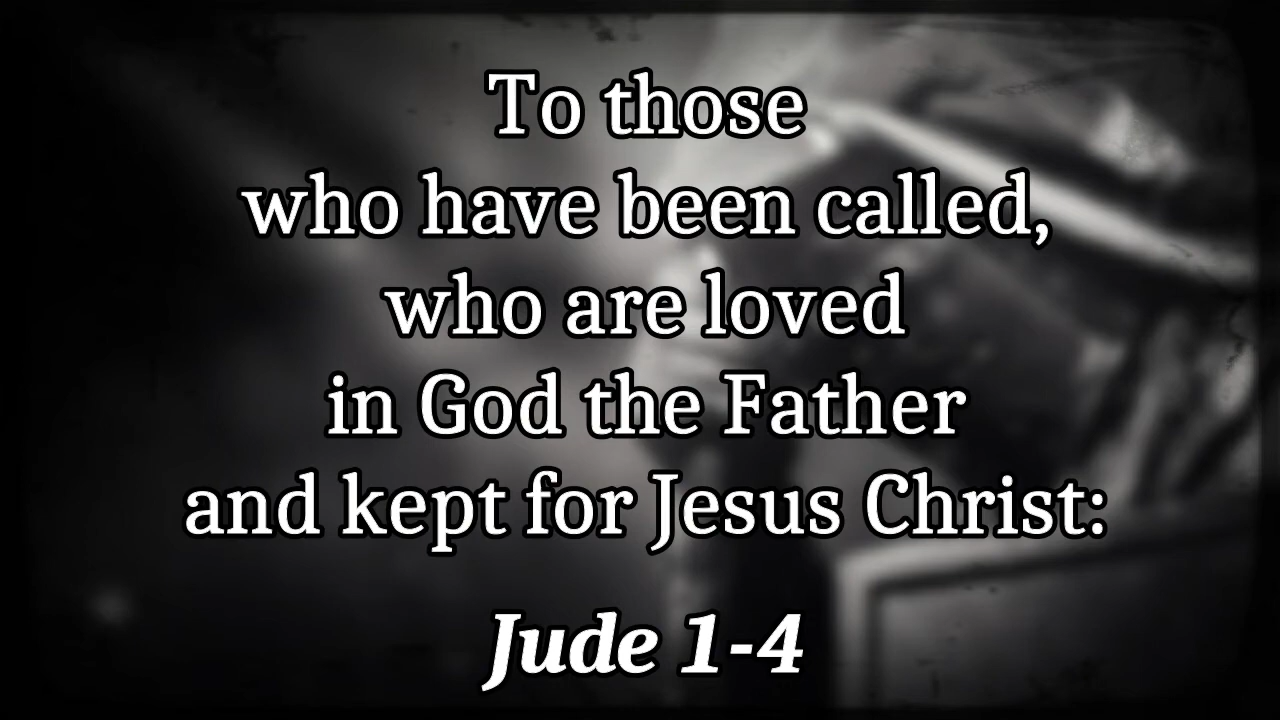 To those
who have been called,
who are loved
in God the Father
and kept for Jesus Christ:
Jude 1-4